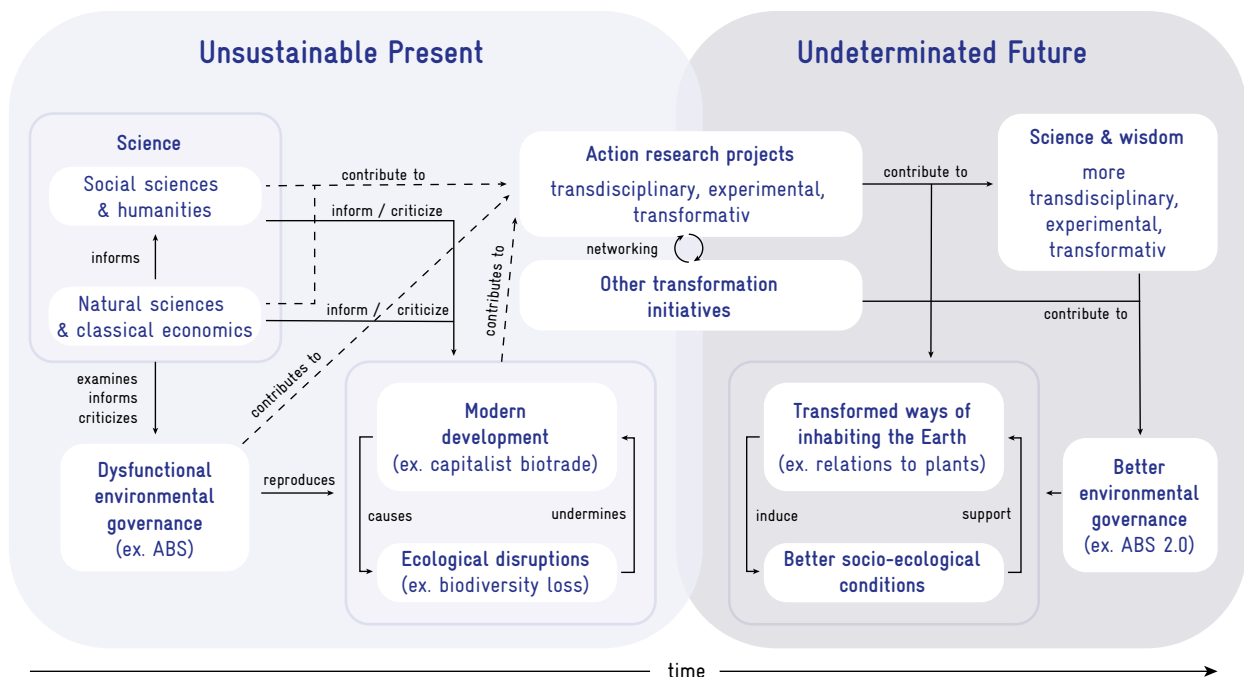 Unsustainable Present
Undeterminated Future
Science
Social sciences
& humanities
informs
Natural sciences
& classical economics
contribute to
inform / criticize
inform / criticize
examines
informs
criticizes
contributes to
contributes to
Dysfunctional
environmental
governance
(ex. ABS)
reproduces
Modern
development
(ex. capitalist biotrade)
causes
undermines
Ecological disruptions
(ex. biodiversity loss)
Action research projects
transdisciplinary, experimental,
transformativ
networking
Other transformation
initiatives
contribute to
Science & wisdom
more
transdisciplinary,
experimental,
transformativ
contribute to
Transformed ways of
inhabiting the Earth
(ex. relations to plants)
induce
support
Better socio-ecological
conditions
Better
environmental
governance
(ex. ABS 2.0)
time